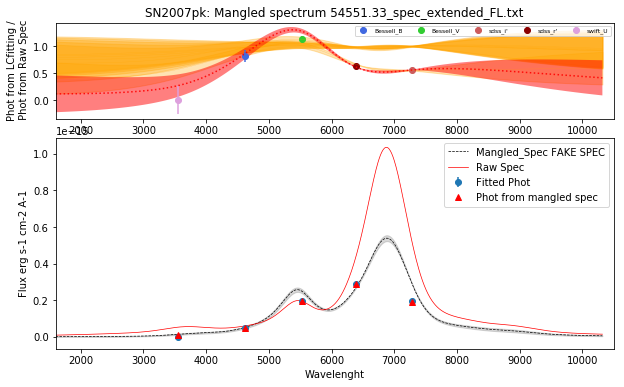 SN2007pk: Mangled spectrum 54551.33_spec_extended_FL.txt
Phot from LCfitting /
Phot from Raw Spec
Bessell_B Bessell_V sdss_i' sdss_r' swift_U
1.0
0.5
0.0
2000 3000 4000 5000 6000 7000 8000 9000 10000
Flux erg s-1 cm-2 A-1
Mangled_Spec FAKE SPEC
Raw Spec
Fitted Phot
Phot from mangled spec
1.0
0.8
0.6
0.4
0.2
0.0
2000 3000 4000 5000 6000 7000 8000 9000 10000
Wavelenght